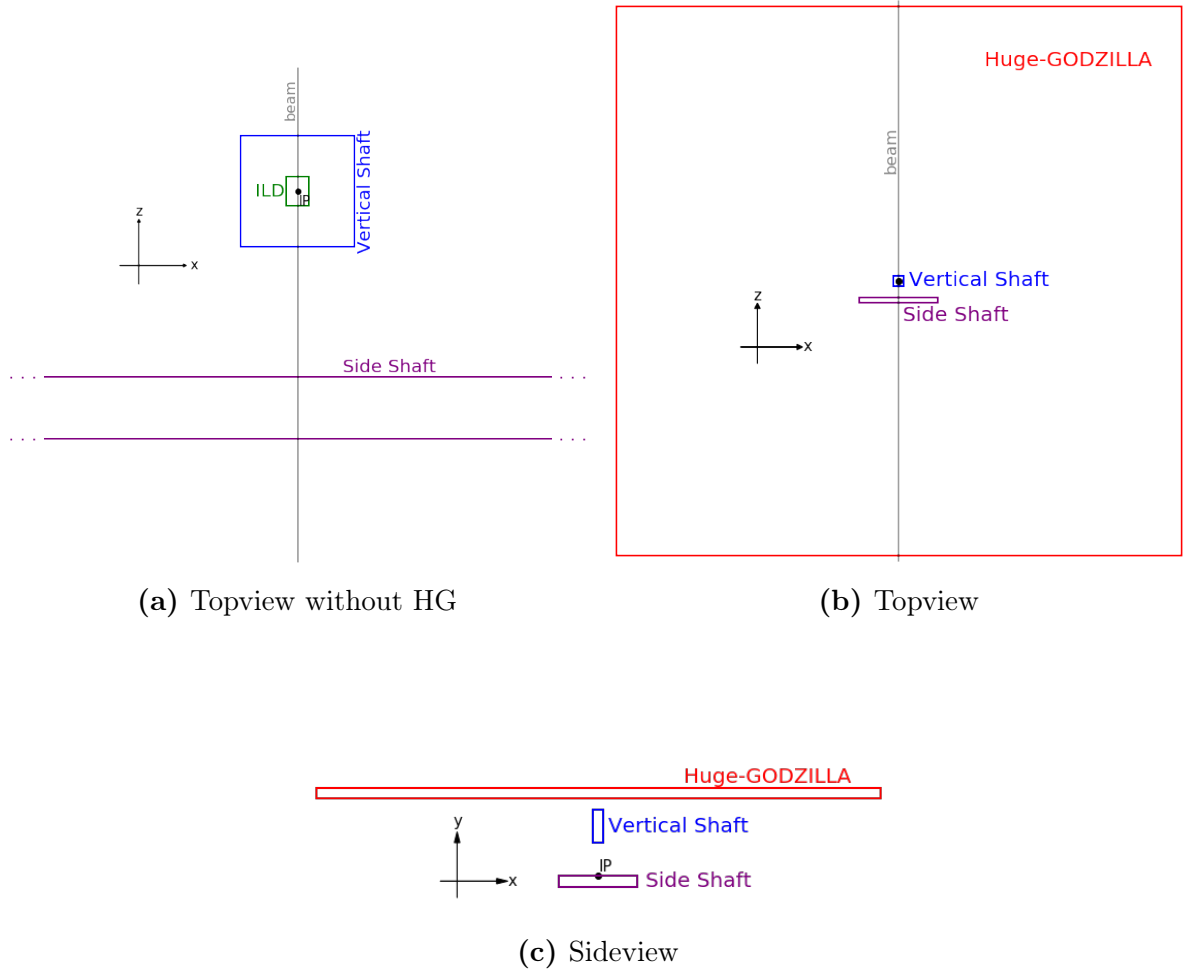 beam
Vertical Shaft
ILD
IP
z
x
Side Shaft
. . .
. . .
. . .
. . .
(a) Topview without HG
Huge-GODZILLA
beam
Vertical Shaft
z
Side Shaft
x
(b) Topview
Huge-GODZILLA
y
Vertical Shaft
IP
x
Side Shaft
(c) Sideview